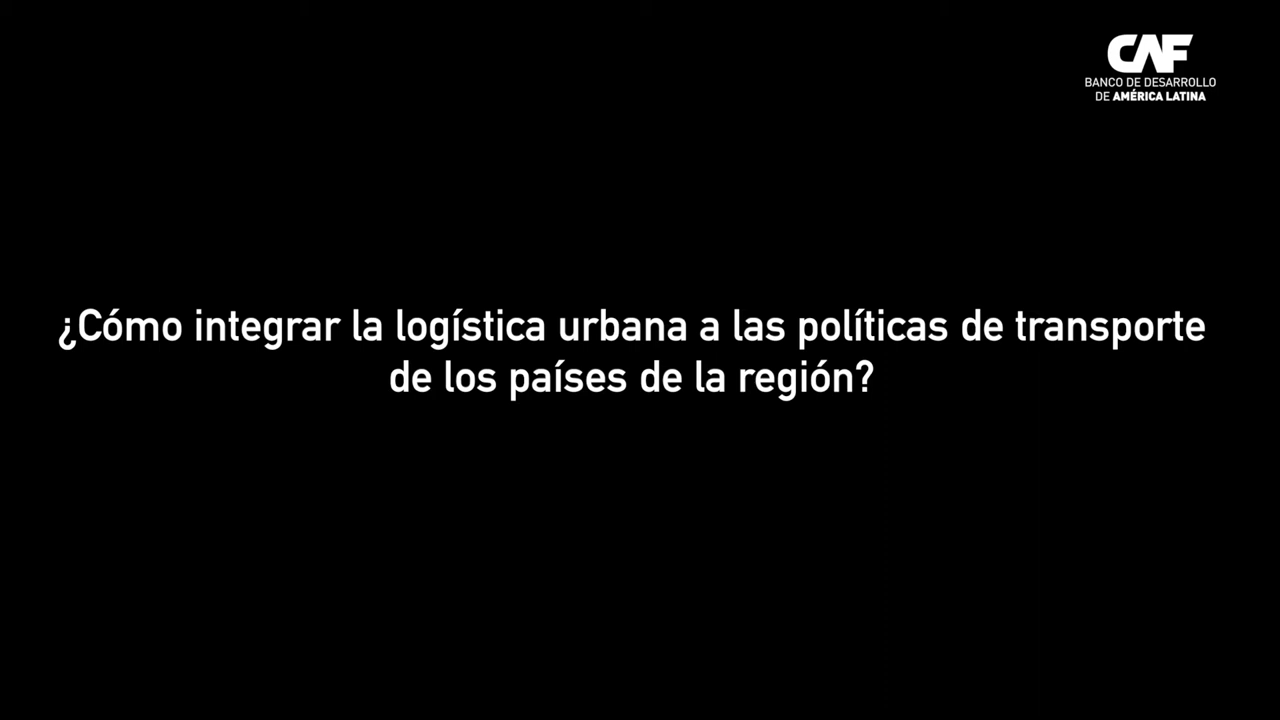 CAF
BANCO DE DESARROLLO
DE AMÉRICA LATINA
¿Cómo integrar la logística urbana a las políticas de transporte
de los países de la región?